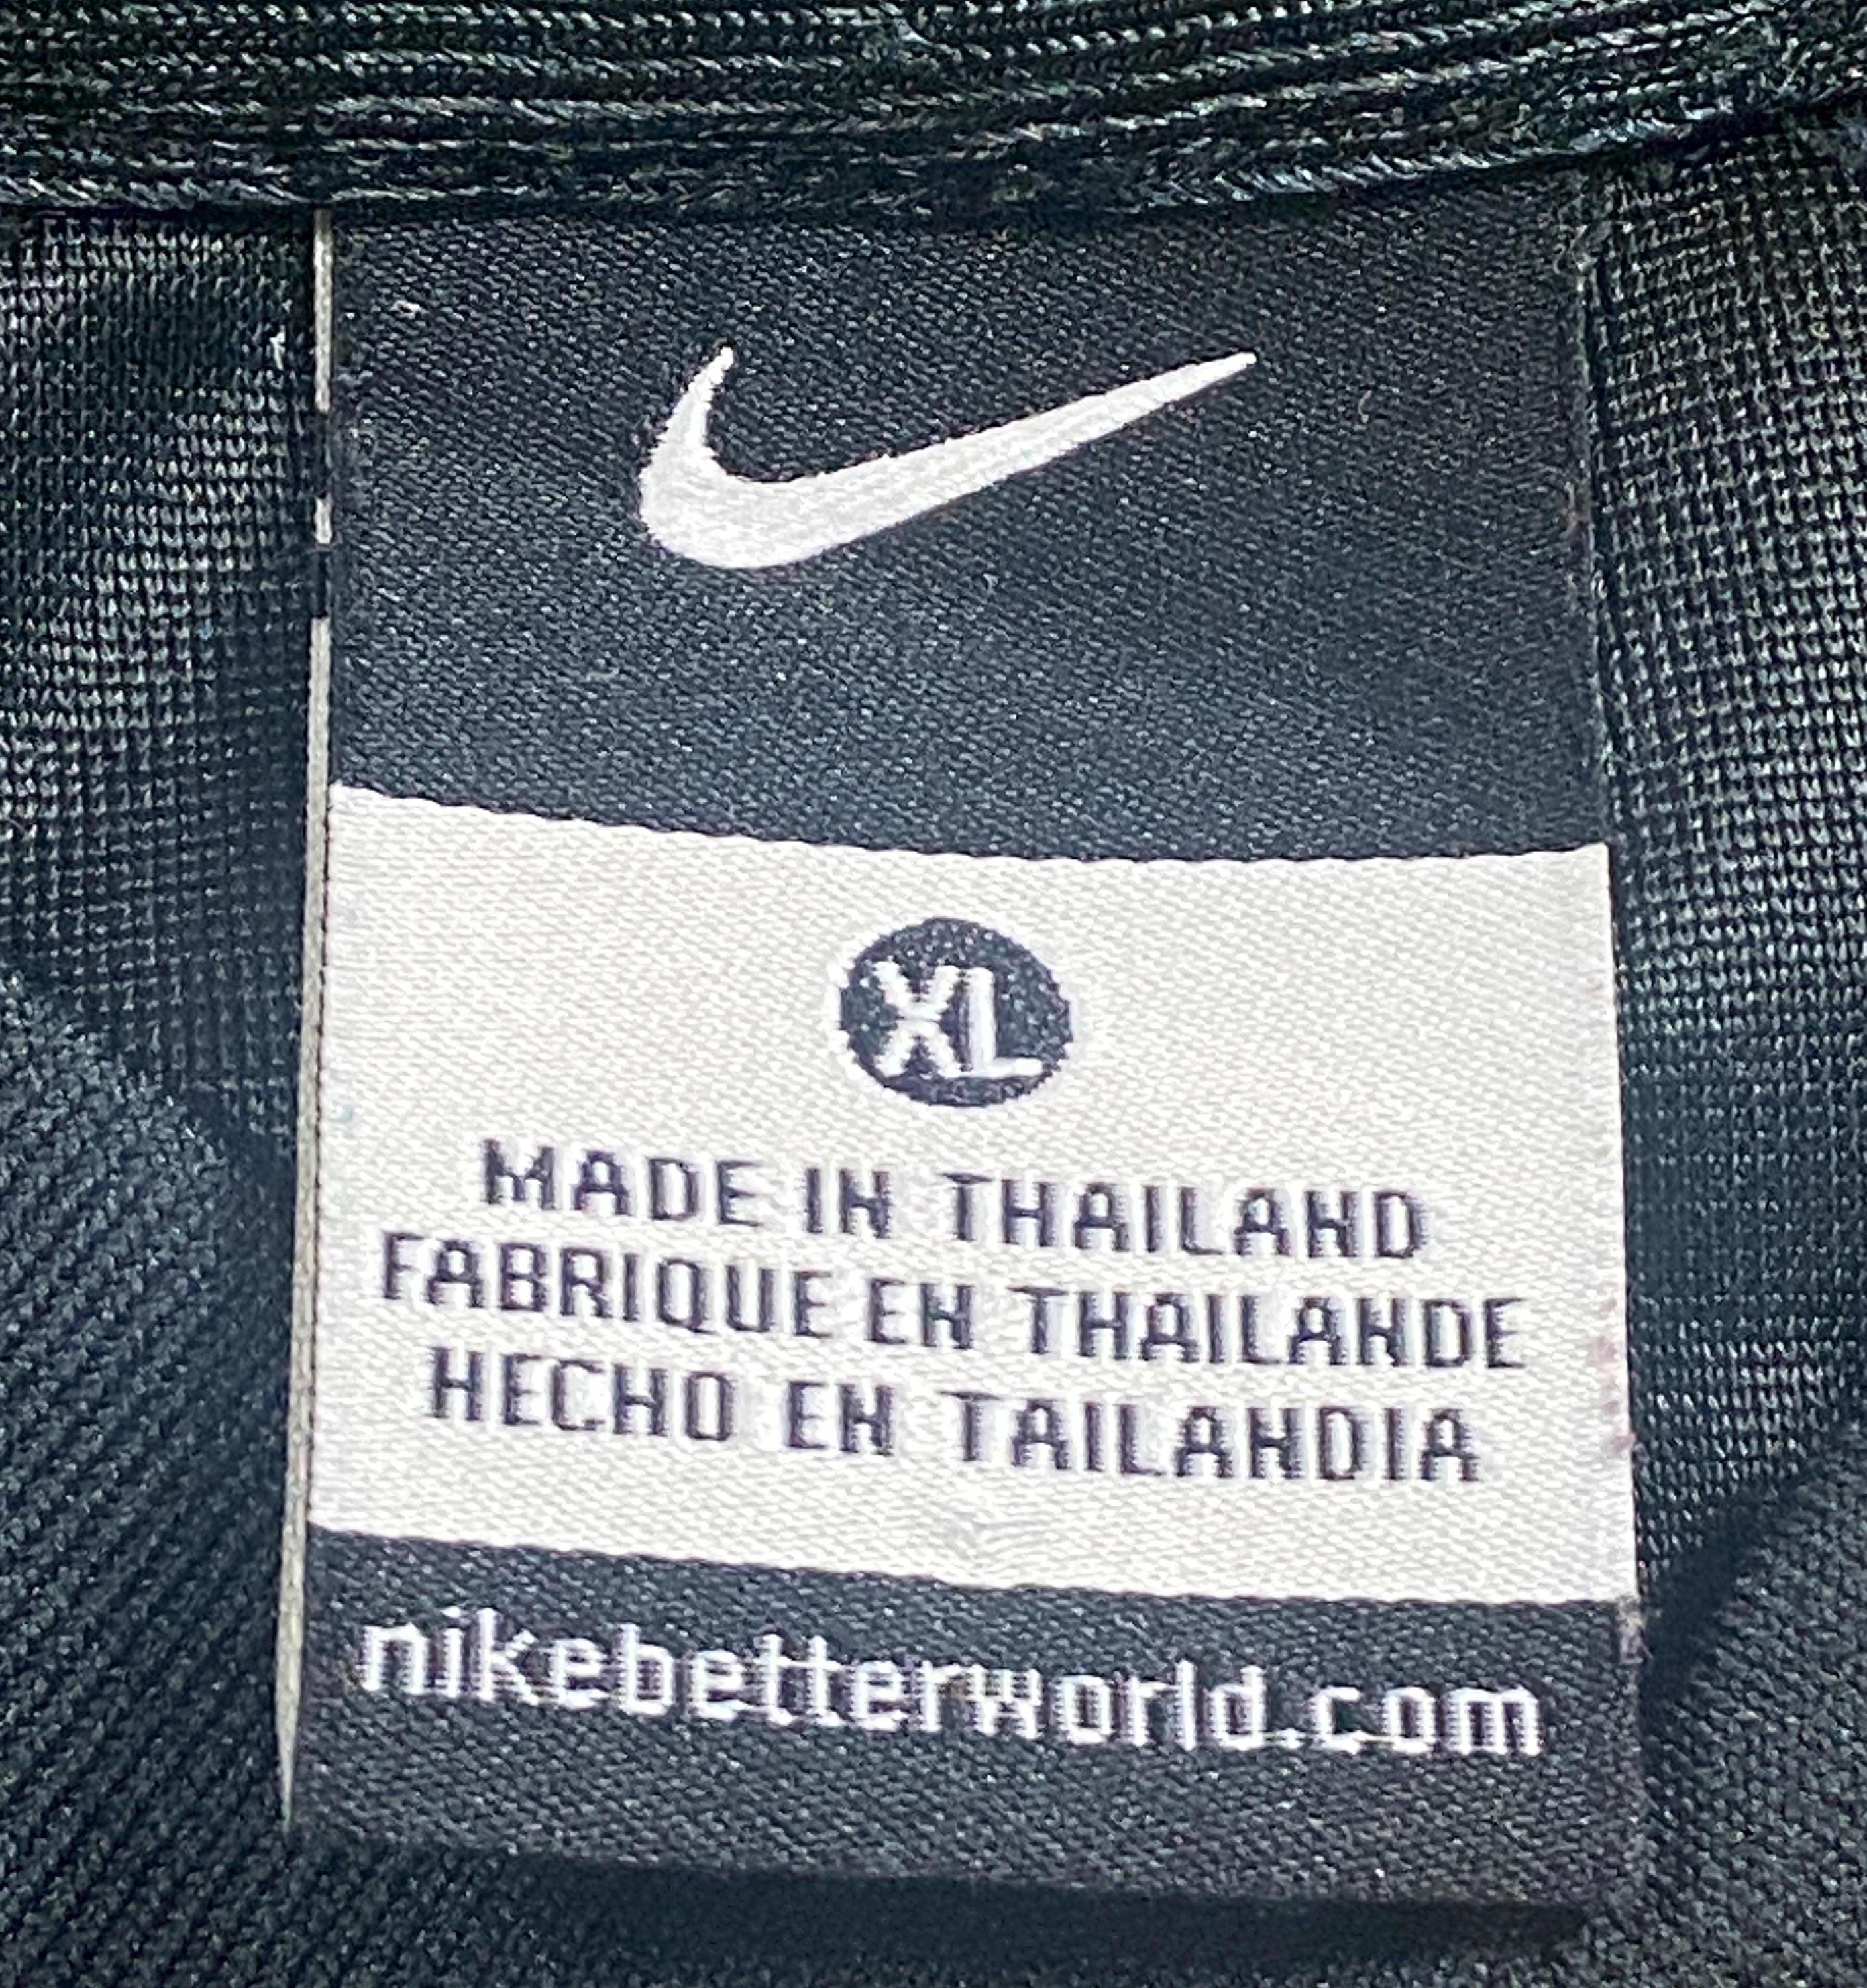 XL
MADE IN THAILAND
FABRIQUE EN THAILANDE
HECHO EN TAILANDIA
nikebetterworld.com